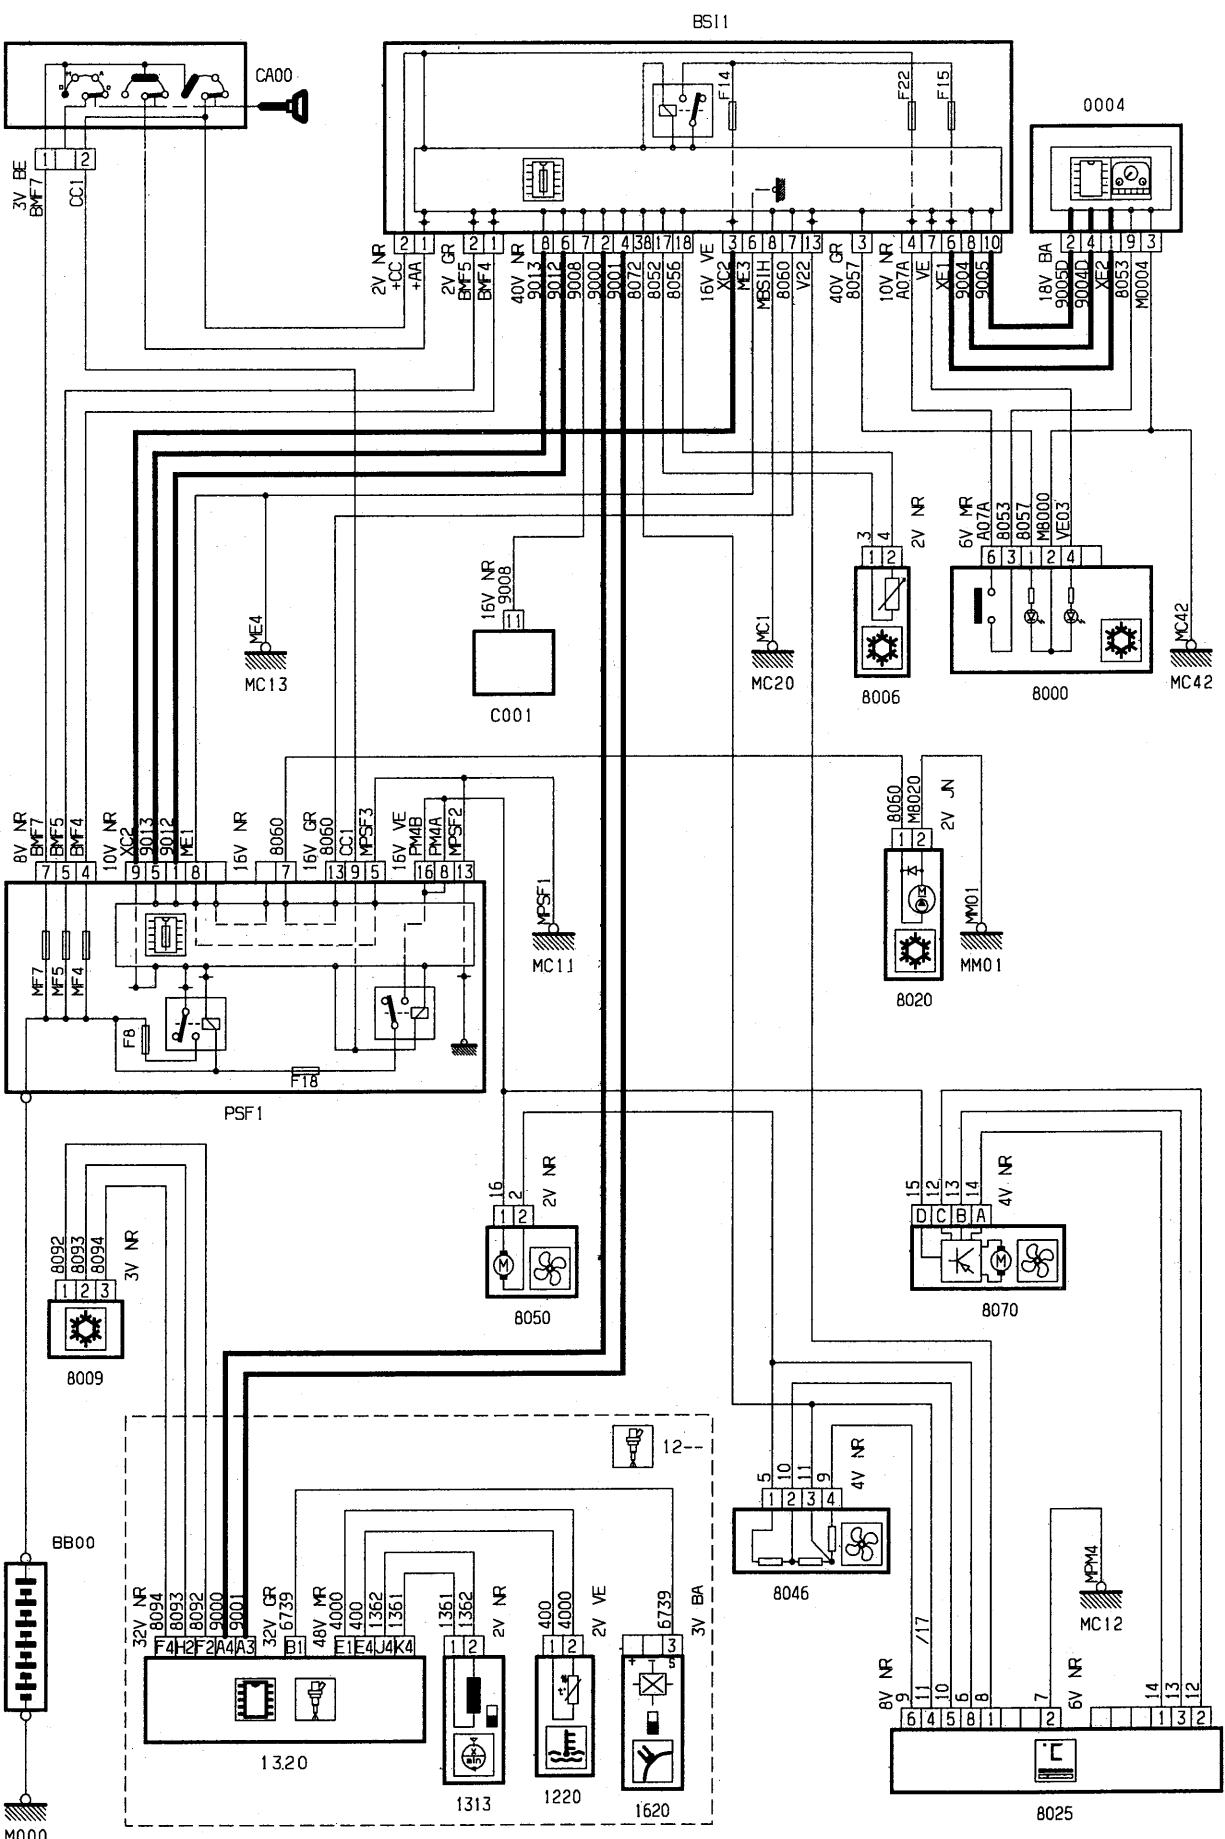 BSI1
CA00
0004
F14
F22
F15
1 2
3V BE
BMF7
CC1
2 1
2 1
8 6 7 2 4 38 17 18
3 6 8 7 13
3
4 7 6 8 10
2 4 1 9 3
2V NR
+CC
+AA
2V GR
BMF5
BMF4
40V NR
9013
9012
9008
9000
9001
8072
8052
8056
16V VE
XC2
ME3
MBSIH
8060
V22
40V GR
8057
10V NR
A07A
VE
XE1
9004
9005
18V BA
9005D
9004D
XE2
8053
M0004
16V NR
9008
11
C001
ME4
MC13
MC1
MC20
3 4
2V NR
1 2
8006
6V MR
A07A
8053
8057
M8000
VE03
6 3 1 2 4
8000
MC42
MC42
8V NR
BMF7
BMF5
BMF4
10V NR
XC2
9013
9012
ME1
16V NR
8060
16V GR
8060
CC1
MPSF3
16V VE
PM4B
PM4A
MPSF2
7 5 4
9 5 1 8
7
13 9 5
16 8 13
MPSF1
MC11
8060
M8020
2V JN
1 2
M
8020
MM01
MM01
MF7
MF5
MF4
F8
F18
PSF1
8092
8093
8094
3V NR
1 2 3
8009
16 2
2V NR
1 2
M
8050
15 12 13 14
4V NR
D C B A
M
8070
12--
5 10 11 9
4V NR
1 2 3 4
8046
BB00
32V NR
8094
8093
8092
9000
9001
32V GR
6739
48V MR
4000
400
1362
1361
F4 H2 F2 A4 A3
B1
E1 E4 J4 K4
1320
1361
1362
2V NR
1 2
1313
400
4000
2V VE
1 2
t°
1220
6739
3V BA
3
+ - S
1620
MPM4
MC12
8V NR
9 11 /17 10 6 8
7
6V NR
14 13 12
6 4 5 8 1
2
1 3 2
°C
8025
M000